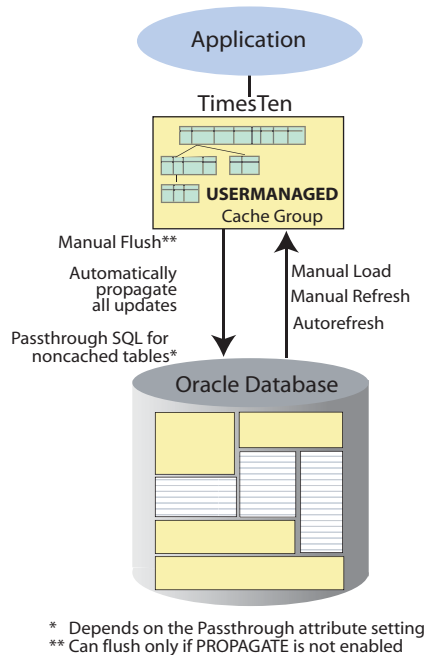 Application
TimesTen
USERMANAGED
Cache Group
Manual Flush**
Automatically
propagate
all updates
Passthrough SQL for
noncached tables*
Manual Load
Manual Refresh
Autorefresh
Oracle Database
* Depends on the Passthrough attribute setting
** Can flush only if PROPAGATE is not enabled